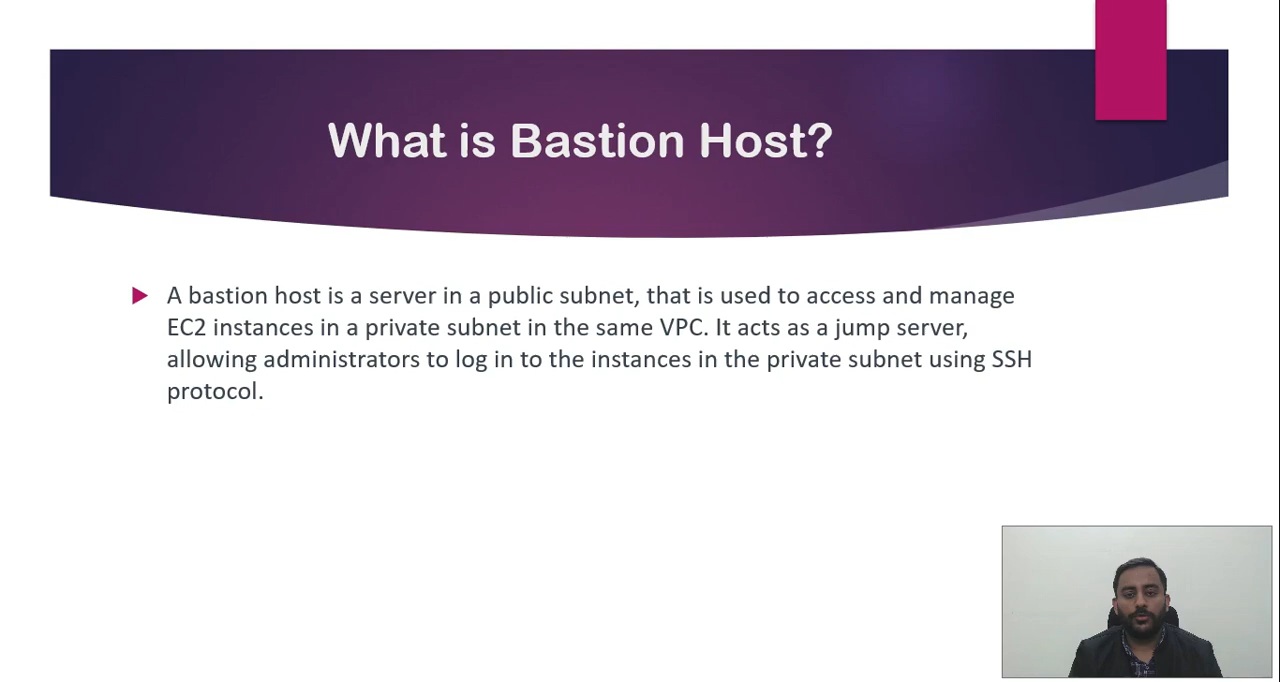 What is Bastion Host?
A bastion host is a server in a public subnet, that is used to access and manage
EC2 instances in a private subnet in the same VPC. It acts as a jump server,
allowing administrators to log in to the instances in the private subnet using SSH
protocol.